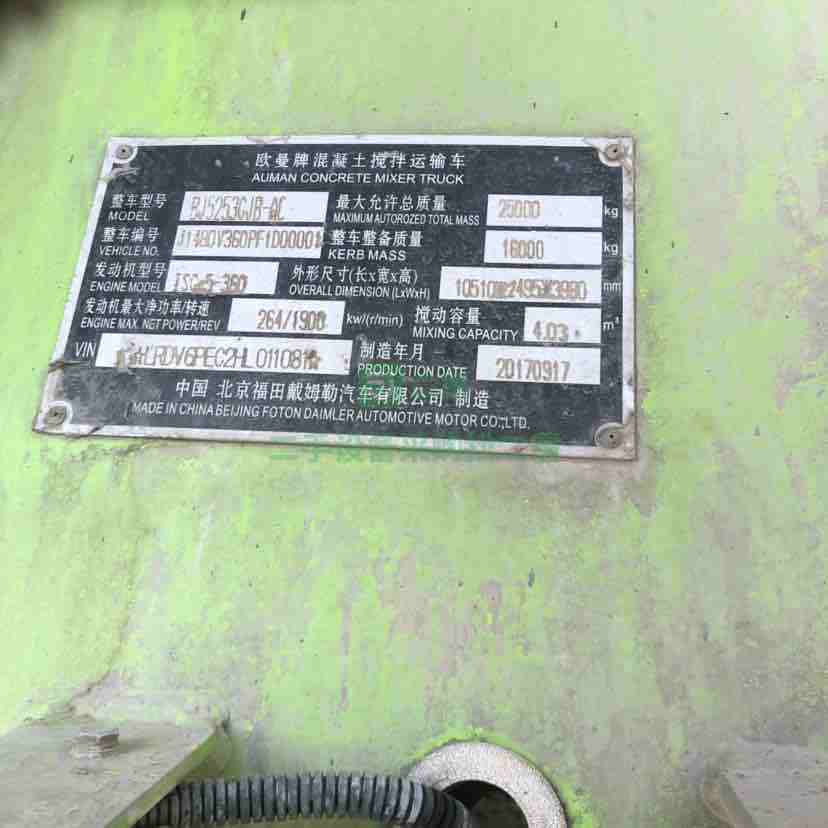 欧曼牌混凝土搅拌运输车
AUMAN CONCRETE MIXER TRUCK
整车型号 BJ5253GJB-AC 最大允许总质量 25000 kg
MODEL MAXIMUM AUTOROZED TOTAL MASS
整车编号 整车整备质量 16000 kg
VEHICLE NO. KERB MASS
发动机型号 外形尺寸(长x宽x高) mm
ENGINE MODEL OVERALL DIMENSION (LxWxH)
发动机最大净功率/转速 264/1900 kw/(r/min) 搅动容量 4.03 m³
ENGINE MAX. NET POWER/REV MIXING CAPACITY
VIN 制造年月 20170917
PRODUCTION DATE
中国 北京福田戴姆勒汽车有限公司 制造
MADE IN CHINA BEIJING FOTON DAIMLER AUTOMOTIVE MOTOR CO.,LTD.